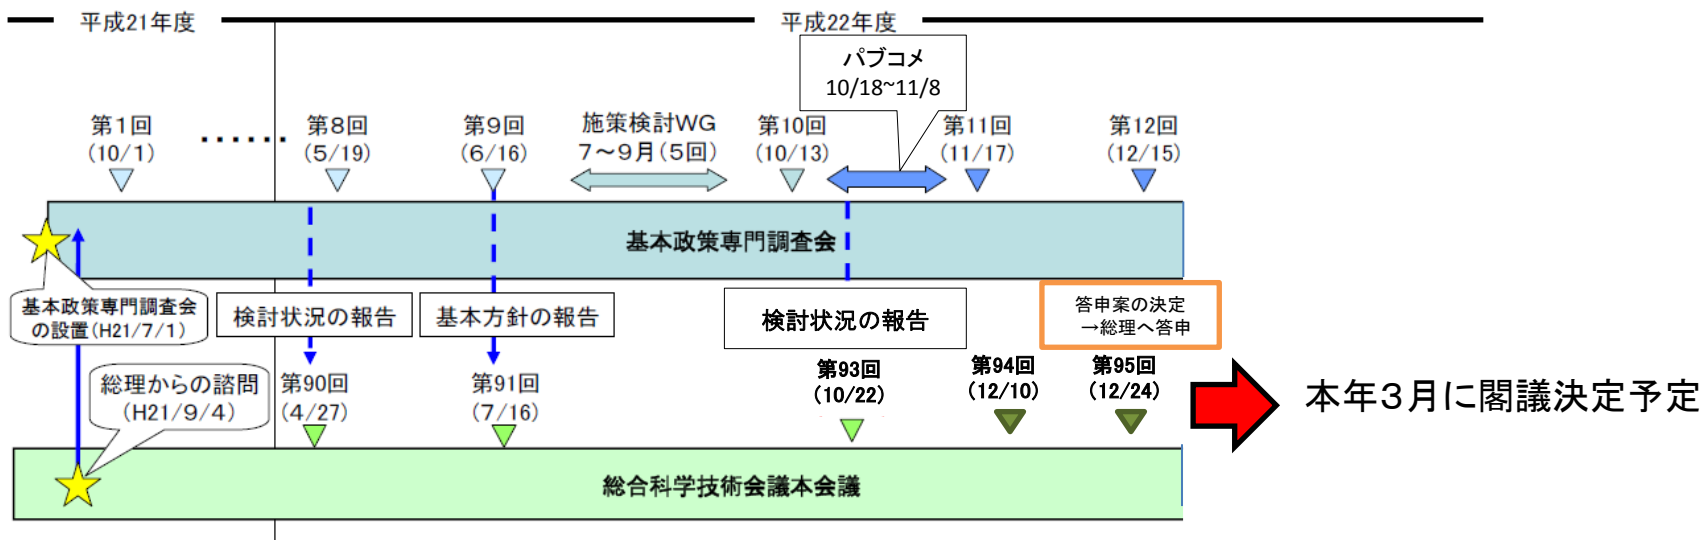 平成21年度
平成22年度
パブコメ
10/18~11/8
第1回
(10/1)
・・・・・・
第8回
(5/19)
第9回
(6/16)
施策検討WG
7～9月(5回)
第10回
(10/13)
第11回
(11/17)
第12回
(12/15)
基本政策専門調査会
基本政策専門調査会
の設置(H21/7/1)
検討状況の報告
基本方針の報告
検討状況の報告
答申案の決定
→総理へ答申
総理からの諮問
(H21/9/4)
第90回
(4/27)
第91回
(7/16)
第93回
(10/22)
第94回
(12/10)
第95回
(12/24)
本年3月に閣議決定予定
総合科学技術会議本会議